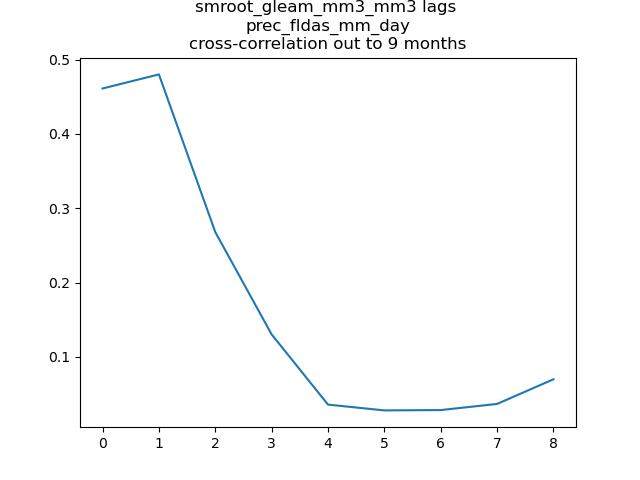 smroot_gleam_mm3_mm3 lags
prec_fldas_mm_day
cross-correlation out to 9 months
0.5
0.4
0.3
0.2
0.1
0 1 2 3 4 5 6 7 8